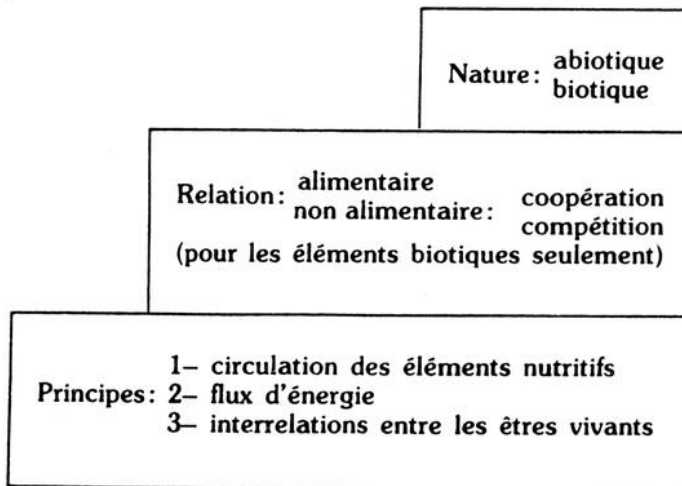 Nature: abiotique
biotique
Relation: alimentaire
non alimentaire: coopération
compétition
(pour les éléments biotiques seulement)
1– circulation des éléments nutritifs
Principes: 2– flux d'énergie
3– interrelations entre les êtres vivants